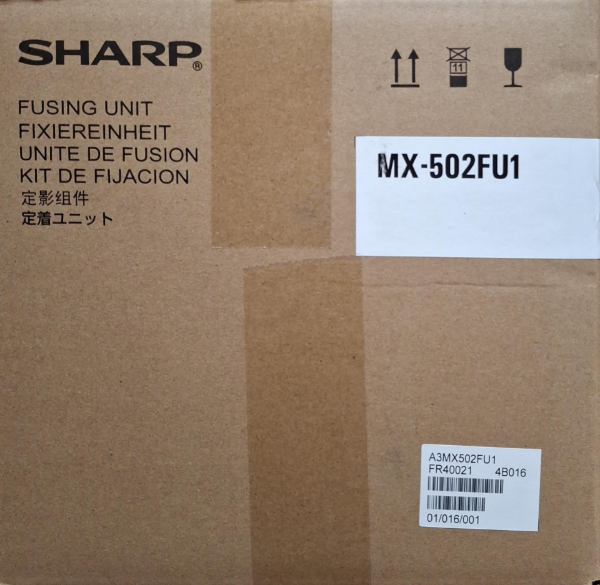 SHARP®
11
FUSING UNIT
FIXIEREINHEIT
UNITE DE FUSION
KIT DE FIJACION
定影组件
定着ユニット
MX-502FU1
A3MX502FU1
FR40021 4B016
01/016/001